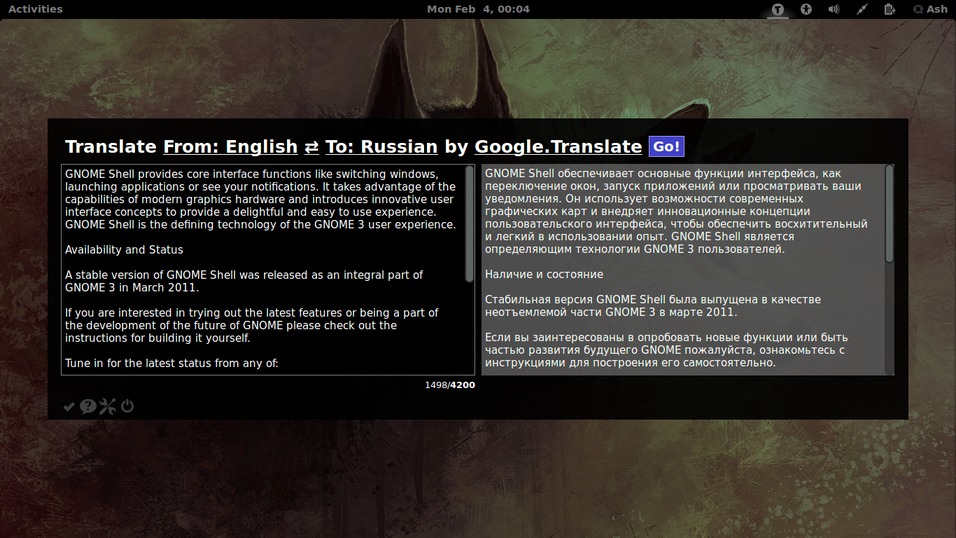 Activities
Mon Feb 4, 00:04
Ash
Translate From: English ⇄ To: Russian by Google.Translate Go!
GNOME Shell provides core interface functions like switching windows,
launching applications or see your notifications. It takes advantage of the
capabilities of modern graphics hardware and introduces innovative user
interface concepts to provide a delightful and easy to use experience.
GNOME Shell is the defining technology of the GNOME 3 user experience.
Availability and Status
A stable version of GNOME Shell was released as an integral part of
GNOME 3 in March 2011.
If you are interested in trying out the latest features or being a part of
the development of the future of GNOME please check out the
instructions for building it yourself.
Tune in for the latest status from any of:
GNOME Shell обеспечивает основные функции интерфейса, как
переключение окон, запуск приложений или просматривать ваши
уведомления. Он использует возможности современных
графических карт и внедряет инновационные концепции
пользовательского интерфейса, чтобы обеспечить восхитительный
и легкий в использовании опыт. GNOME Shell является
определяющим технологии GNOME 3 пользователей.
Наличие и состояние
Стабильная версия GNOME Shell была выпущена в качестве
неотъемлемой части GNOME 3 в марте 2011.
Если вы заинтересованы в опробовать новые функции или быть
частью развития будущего GNOME пожалуйста, ознакомьтесь с
инструкциями для построения его самостоятельно.
1498/4200